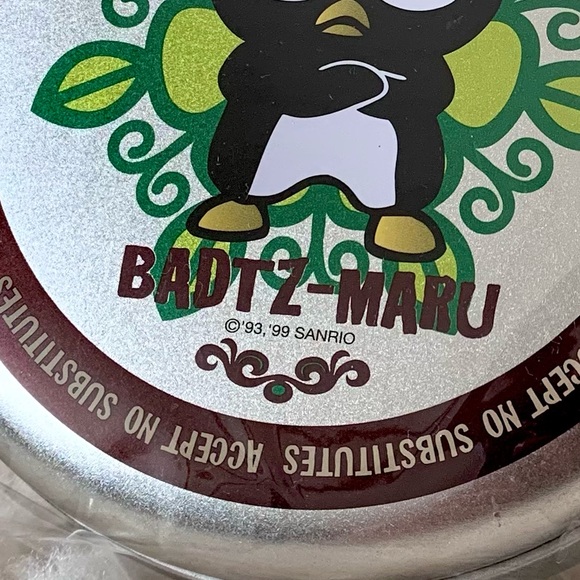 BADTZ-MARU
©'93,'99 SANRIO
ACCEPT NO SUBSTITUTES ACCEPT NO SUBSTITUTES